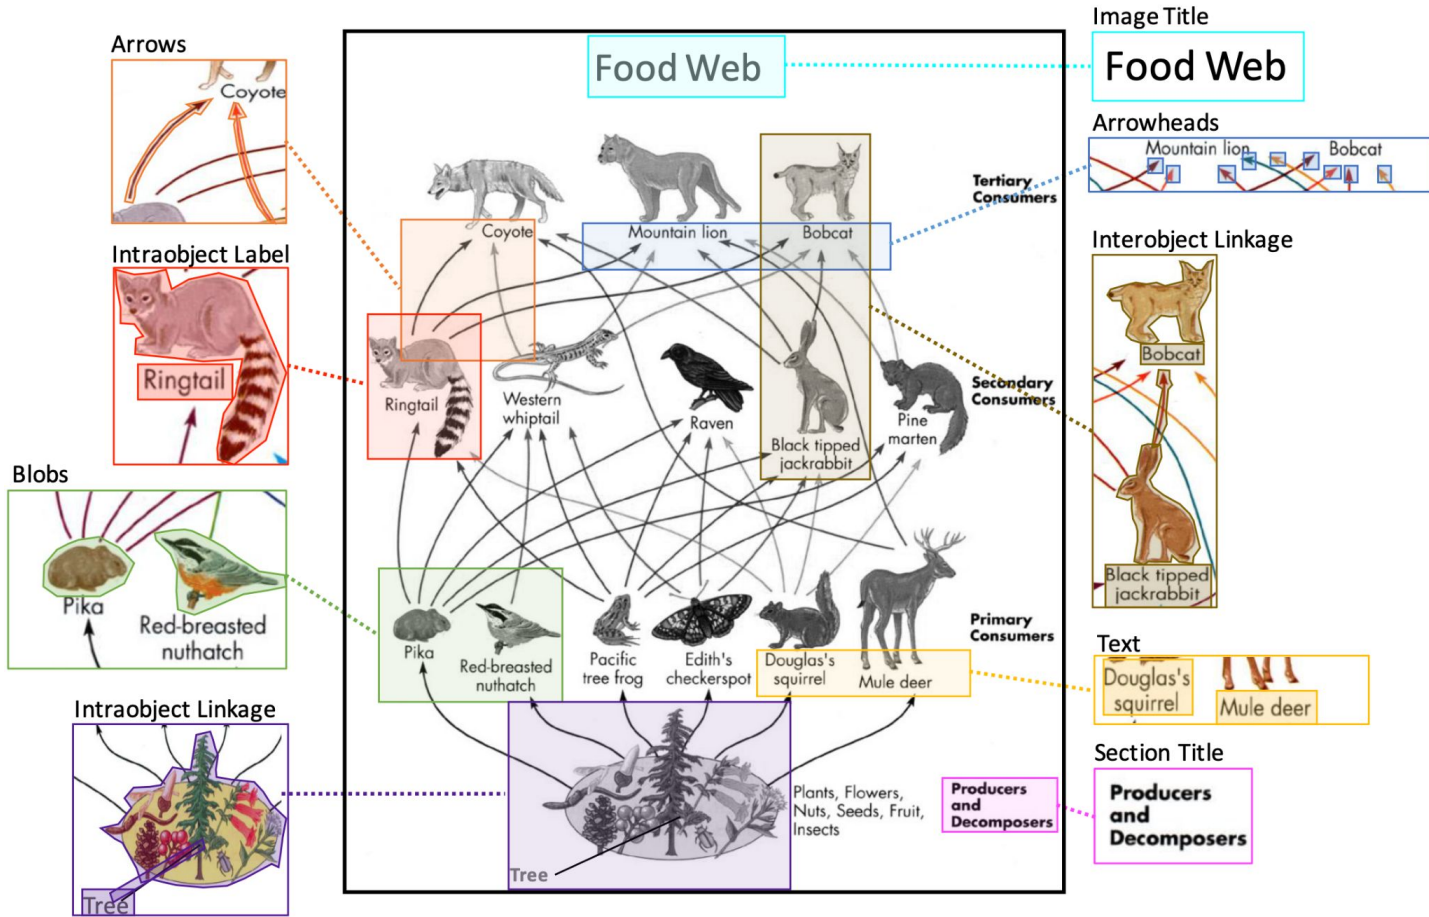 Arrows
Coyote
Intraobject Label
Ringtail
Blobs
Pika
Red-breasted
nuthatch
Intraobject Linkage
Tree
Food Web
Tertiary
Consumers
Coyote
Mountain lion
Bobcat
Secondary
Consumers
Ringtail
Western
whiptail
Raven
Black tipped
jackrabbit
Pine
marten
Primary
Consumers
Pika
Red-breasted
nuthatch
Pacific
tree frog
Edith's
checkerspot
Douglas's
squirrel
Mule deer
Plants, Flowers,
Nuts, Seeds, Fruit,
Insects
Producers
and
Decomposers
Tree
Image Title
Food Web
Arrowheads
Mountain lion
Bobcat
Interobject Linkage
Bobcat
Black tipped
jackrabbit
Text
Douglas's
squirrel
Mule deer
Section Title
Producers
and
Decomposers